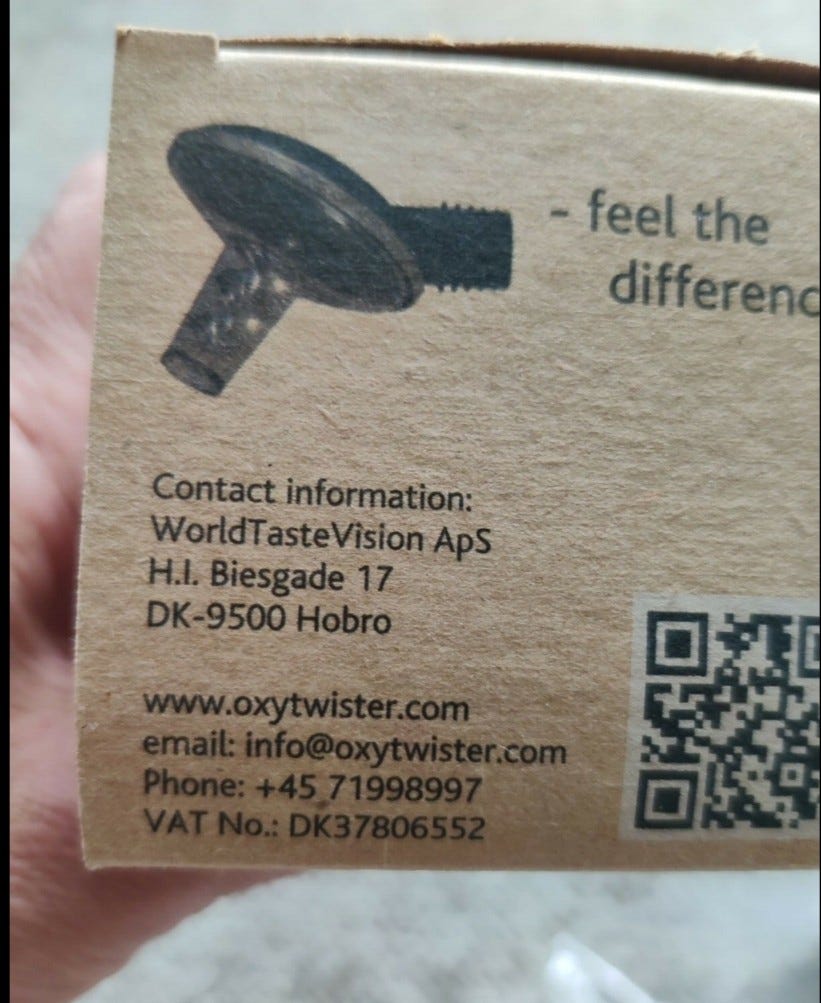 - feel the
differenc
Contact information:
WorldTasteVision ApS
H.I. Biesgade 17
DK-9500 Hobro
www.oxytwister.com
email: info@oxytwister.com
Phone: +45 71998997
VAT No.: DK37806552